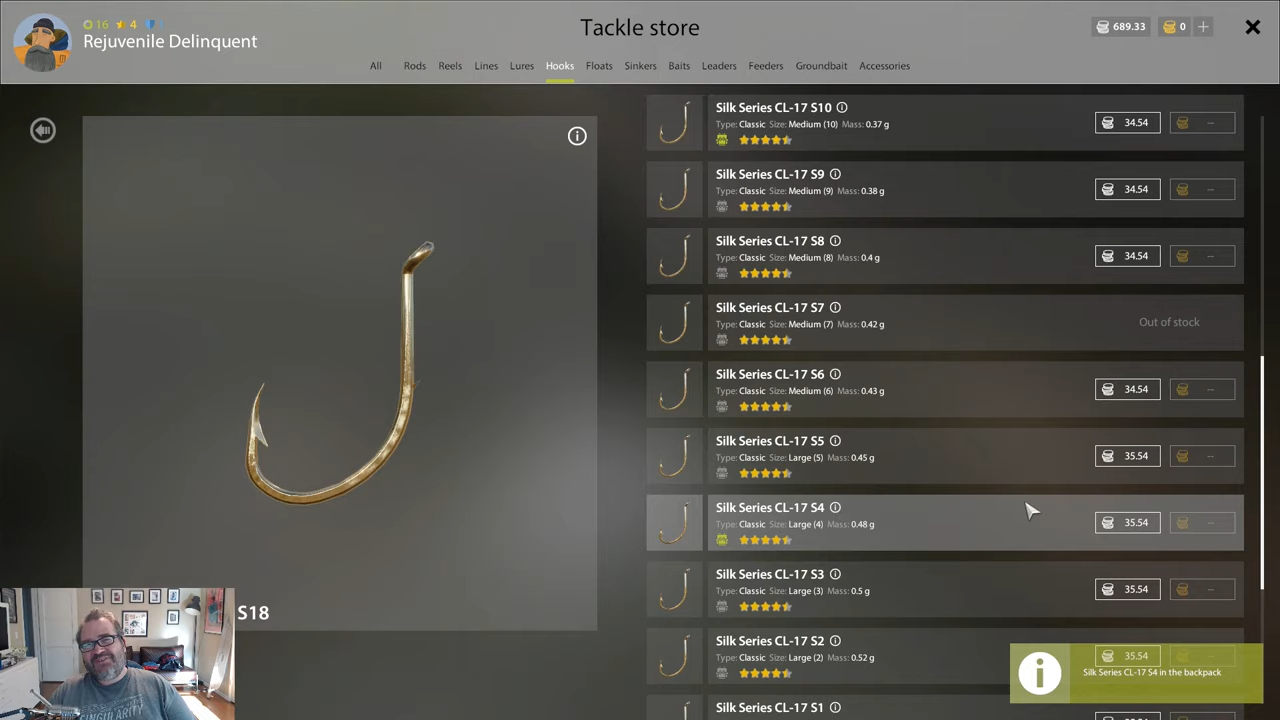 16 4
Rejuvenile Delinquent
Tackle store
689.33
0
All Rods Reels Lines Lures Hooks Floats Sinkers Baits Leaders Feeders Groundbait Accessories
Silk Series CL-17 S10
Type: Classic Size: Medium (10) Mass: 0.37 g
34.54 --
Silk Series CL-17 S9
Type: Classic Size: Medium (9) Mass: 0.38 g
34.54 --
Silk Series CL-17 S8
Type: Classic Size: Medium (8) Mass: 0.4 g
34.54 --
Silk Series CL-17 S7
Type: Classic Size: Medium (7) Mass: 0.42 g
Out of stock
Silk Series CL-17 S6
Type: Classic Size: Medium (6) Mass: 0.43 g
34.54 --
Silk Series CL-17 S5
Type: Classic Size: Large (5) Mass: 0.45 g
35.54 --
Silk Series CL-17 S4
Type: Classic Size: Large (4) Mass: 0.48 g
35.54 --
Silk Series CL-17 S3
Type: Classic Size: Large (3) Mass: 0.5 g
35.54 --
Silk Series CL-17 S2
Type: Classic Size: Large (2) Mass: 0.52 g
35.54 --
Silk Series CL-17 S1
S18
Silk Series CL-17 S4 in the backpack
SINGULARITY